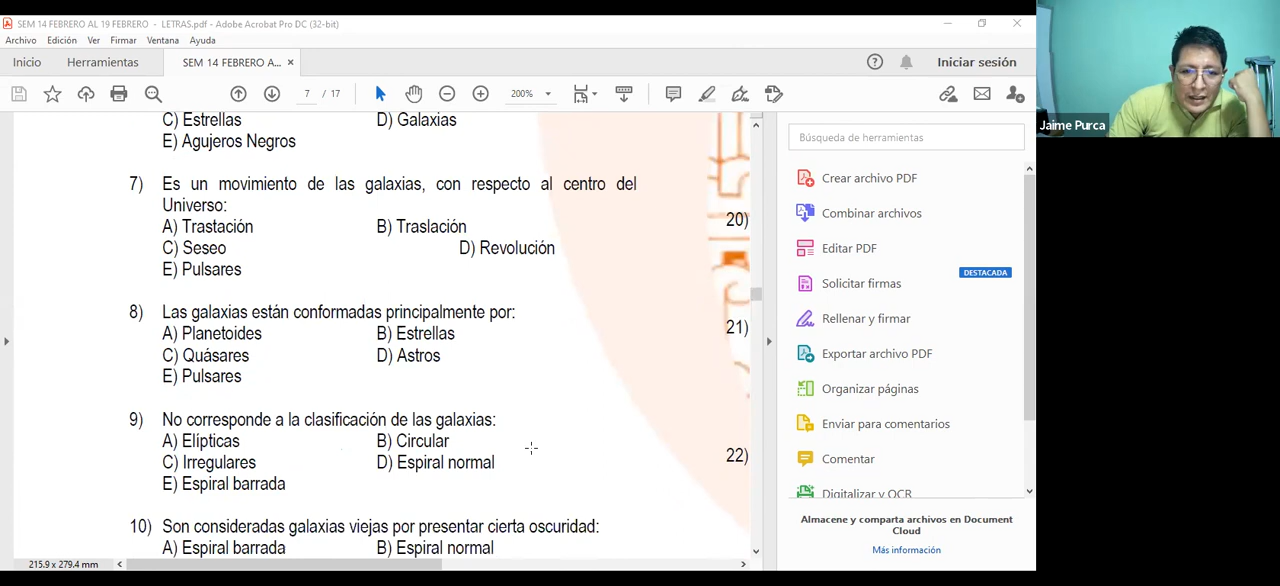 SEM 14 FEBRERO AL 19 FEBRERO - LETRAS.pdf - Adobe Acrobat Pro DC (32-bit)
Archivo Edición Ver Firmar Ventana Ayuda
Inicio Herramientas SEM 14 FEBRERO A... × Iniciar sesión
7 / 17 200%
Jaime Purca
C) Estrellas D) Galaxias
E) Agujeros Negros
7) Es un movimiento de las galaxias, con respecto al centro del
Universo:
A) Trastación B) Traslación
C) Seseo D) Revolución
E) Pulsares
8) Las galaxias están conformadas principalmente por:
A) Planetoides B) Estrellas
C) Quásares D) Astros
E) Pulsares
9) No corresponde a la clasificación de las galaxias:
A) Elípticas B) Circular
C) Irregulares D) Espiral normal
E) Espiral barrada
10) Son consideradas galaxias viejas por presentar cierta oscuridad:
A) Espiral barrada B) Espiral normal
20)
21)
22)
215.9 x 279.4 mm
Búsqueda de herramientas
Crear archivo PDF
Combinar archivos
Editar PDF
DESTACADA
Solicitar firmas
Rellenar y firmar
Exportar archivo PDF
Organizar páginas
Enviar para comentarios
Comentar
Digitalizar y OCR
Almacene y comparta archivos en Document
Cloud
Más información